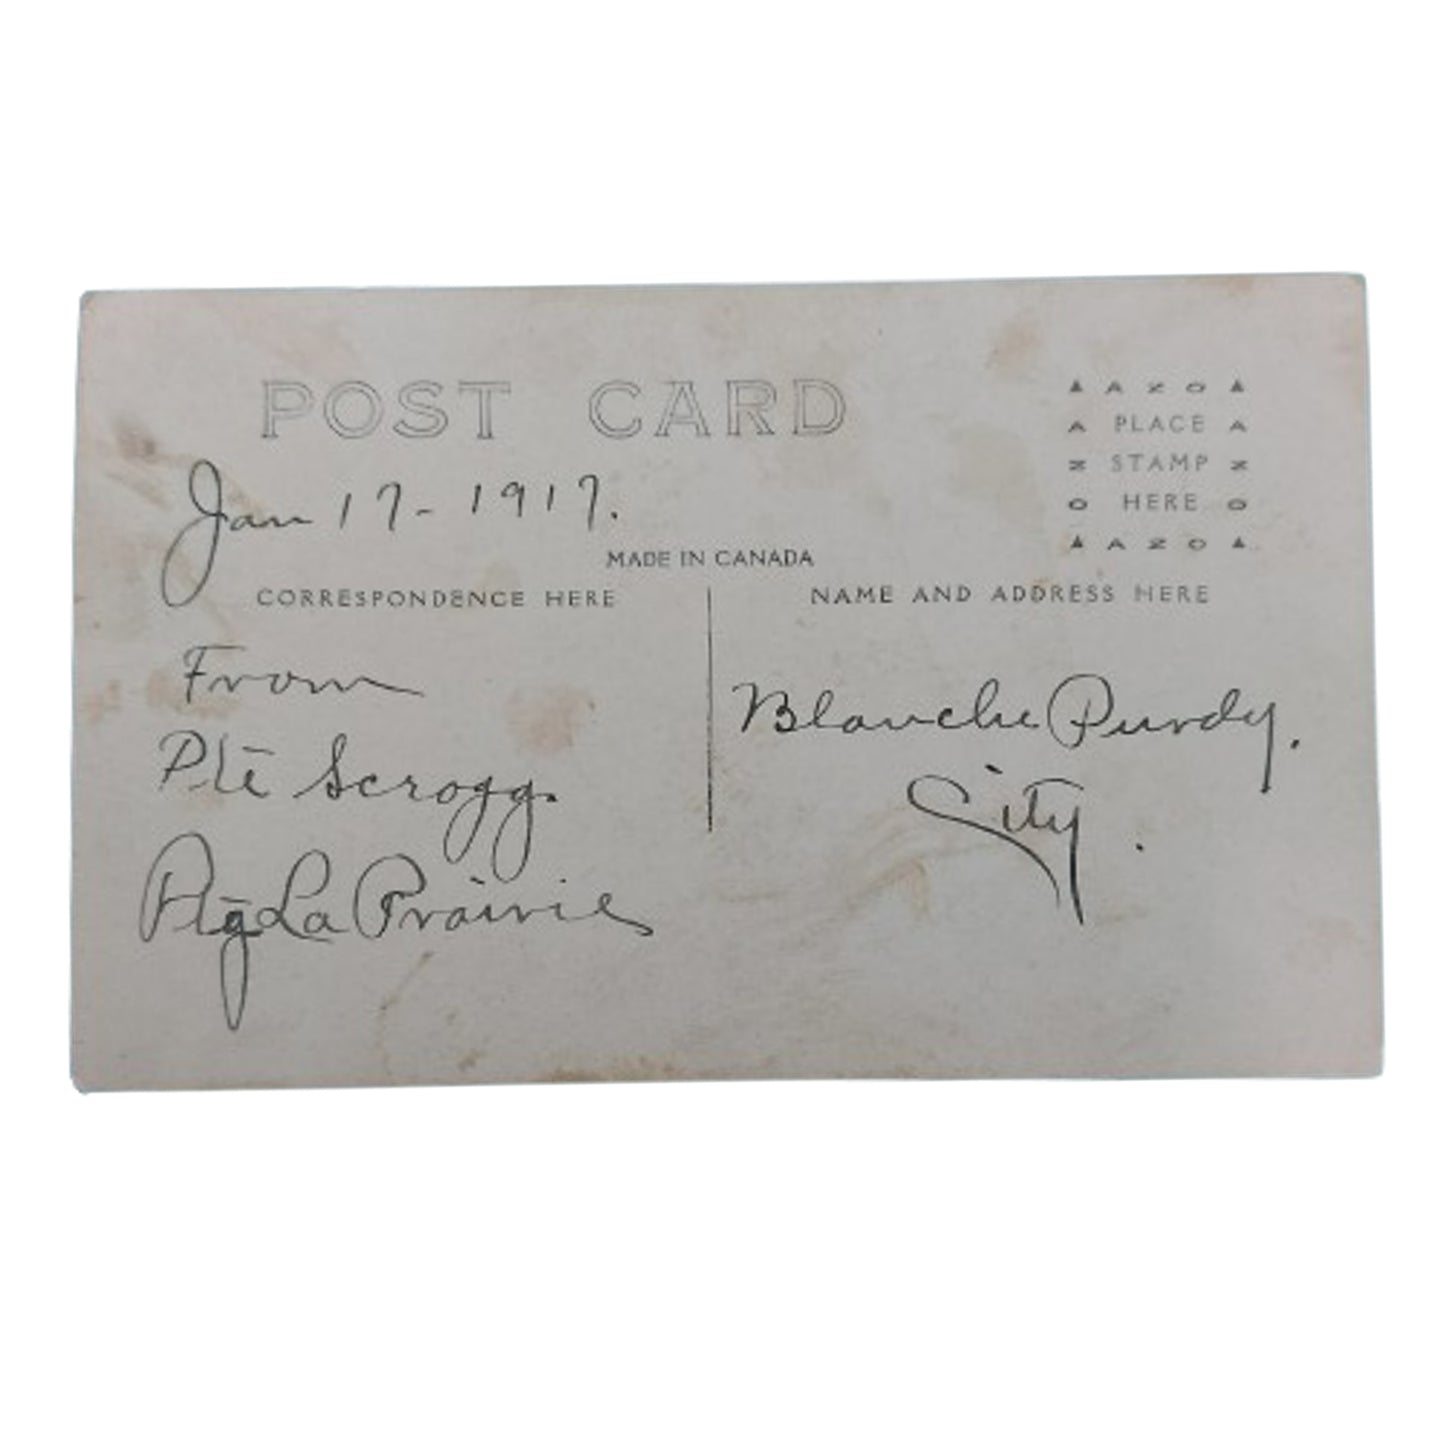 POST CARD
Jan 17-1917.
MADE IN CANADA
CORRESPONDENCE HERE
From
Pte Scrogg.
Ptg La Prairie
NAME AND ADDRESS HERE
Blanche Purdy.
City.
▲ A Z O ▲
A PLACE A
Z STAMP Z
O HERE O
▲ A Z O ▲